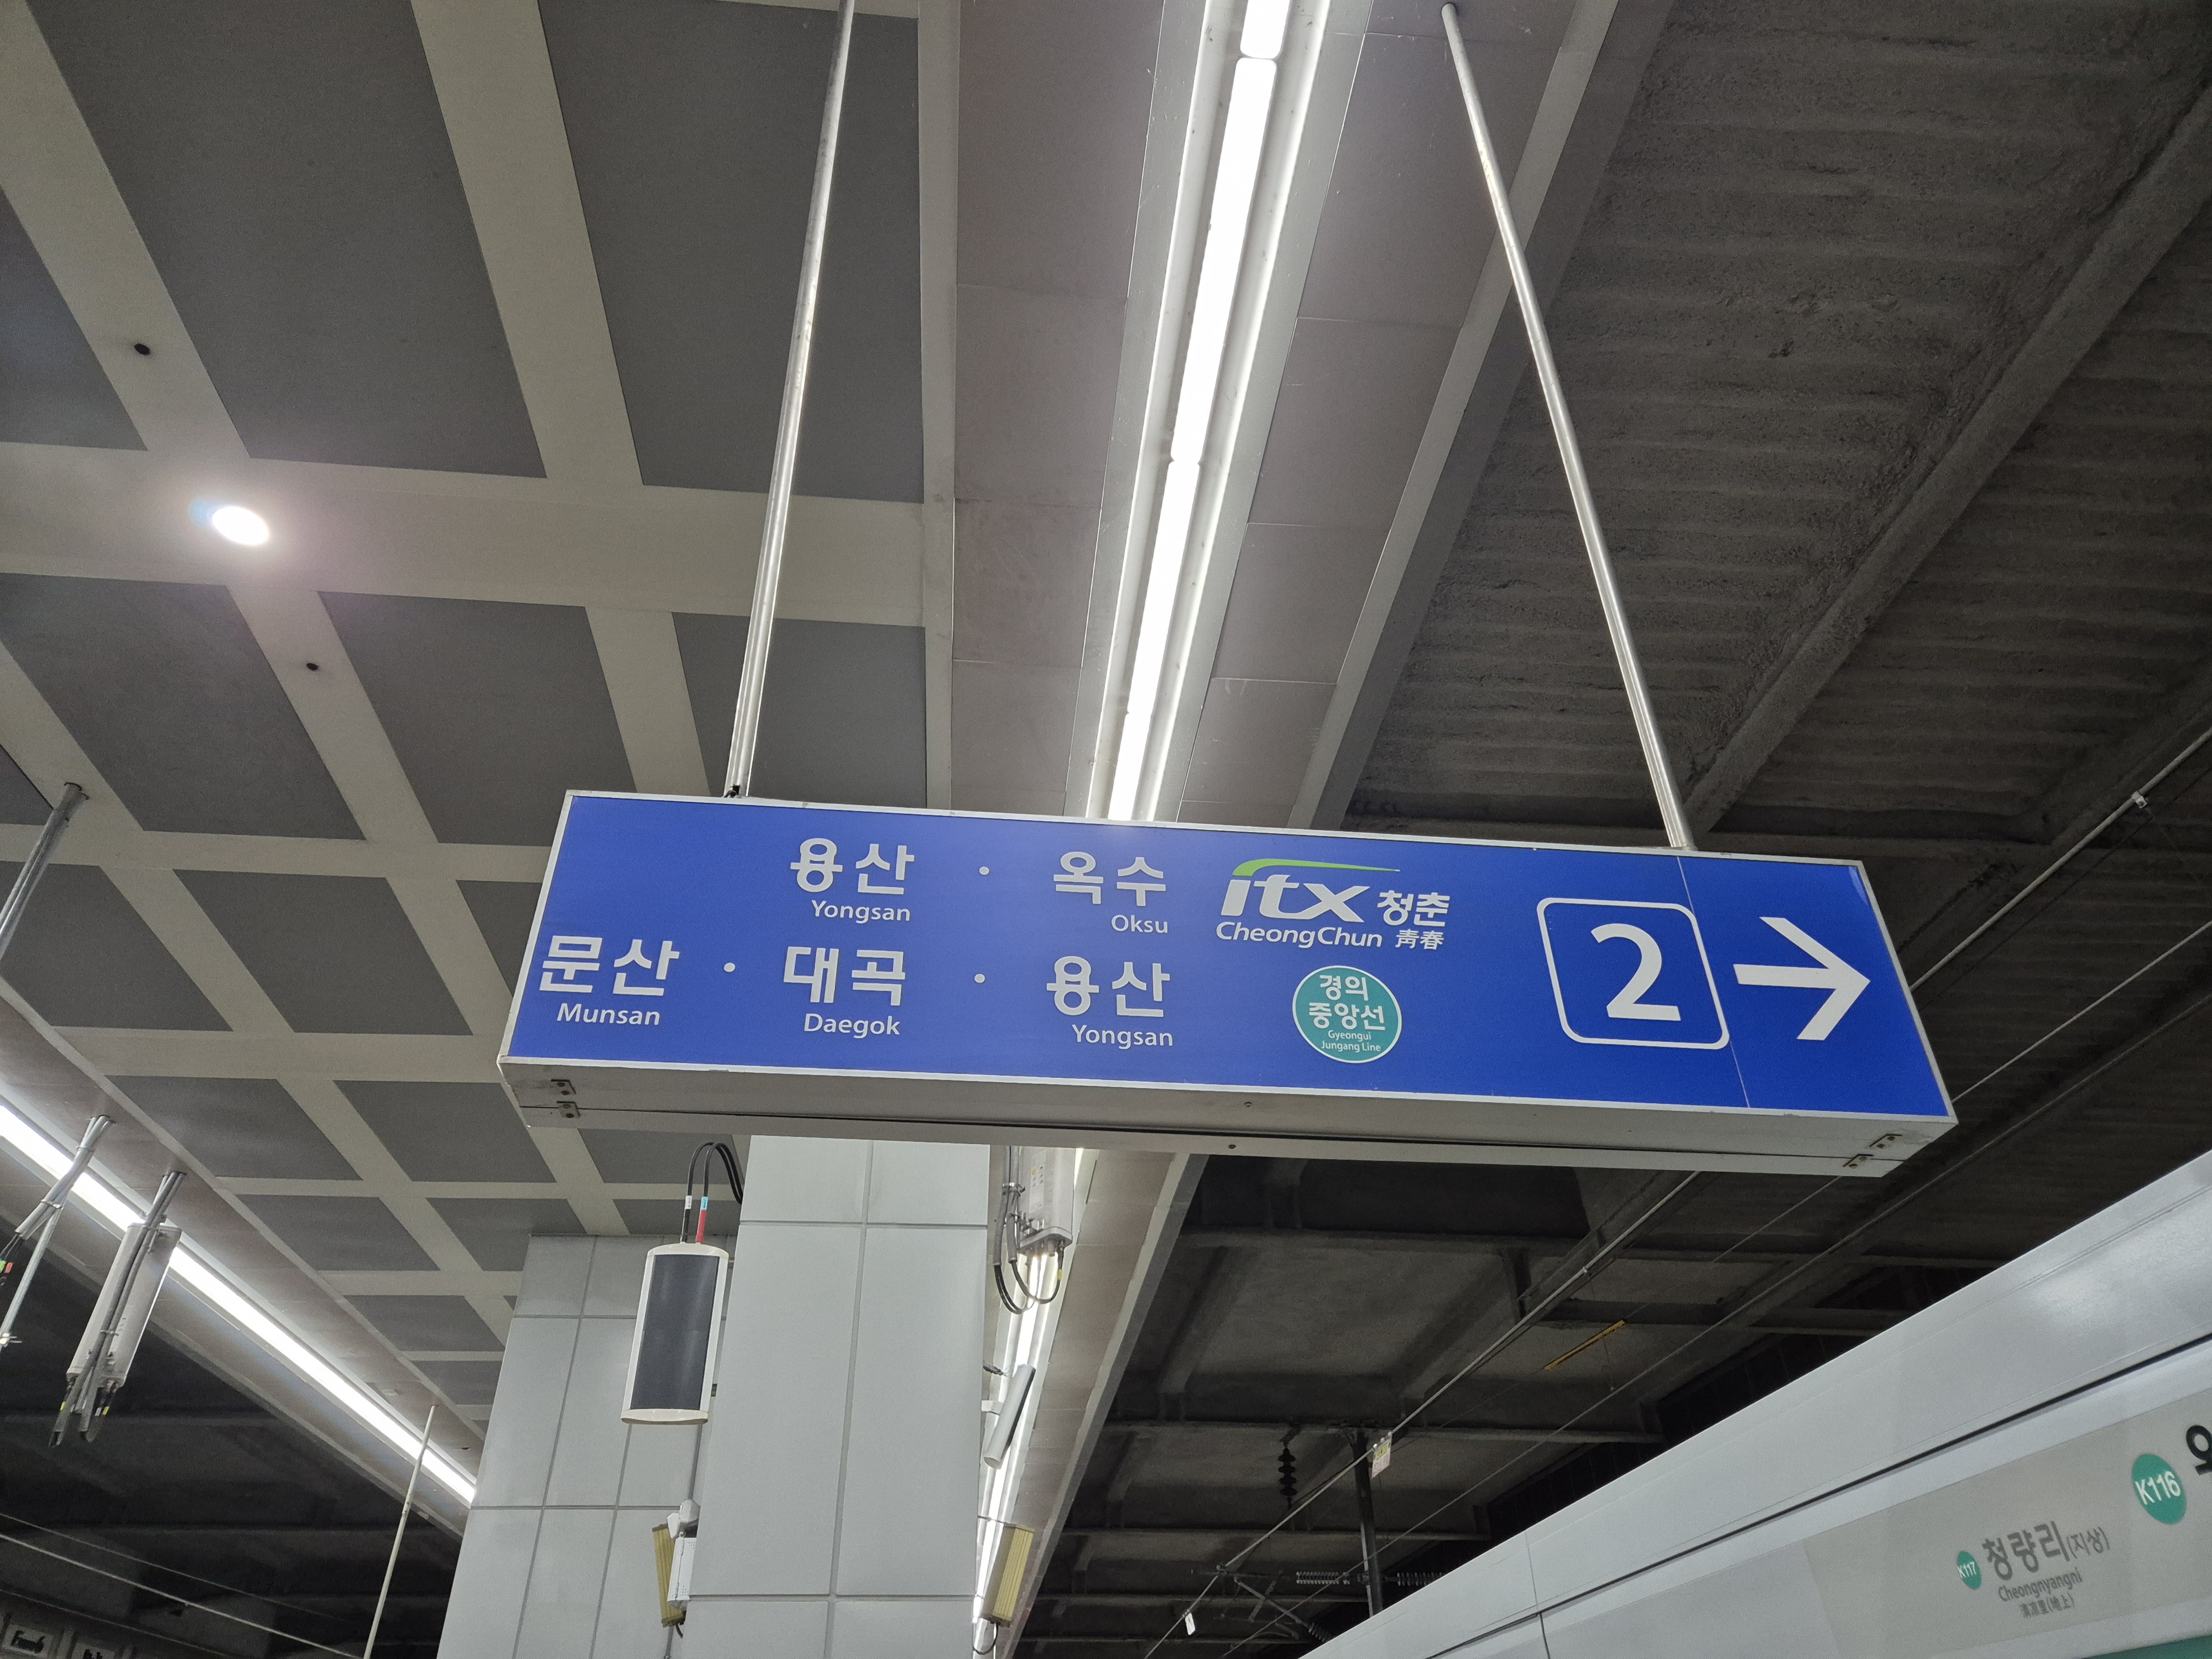 용산 · 옥수 itx 청춘
Yongsan Oksu CheongChun 靑春
문산 · 대곡 · 용산 경의
중앙선
Munsan Daegok Yongsan Gyeongui
Jungang Line
2 →
K116
K117 청량리(지상)
Cheongnyangni